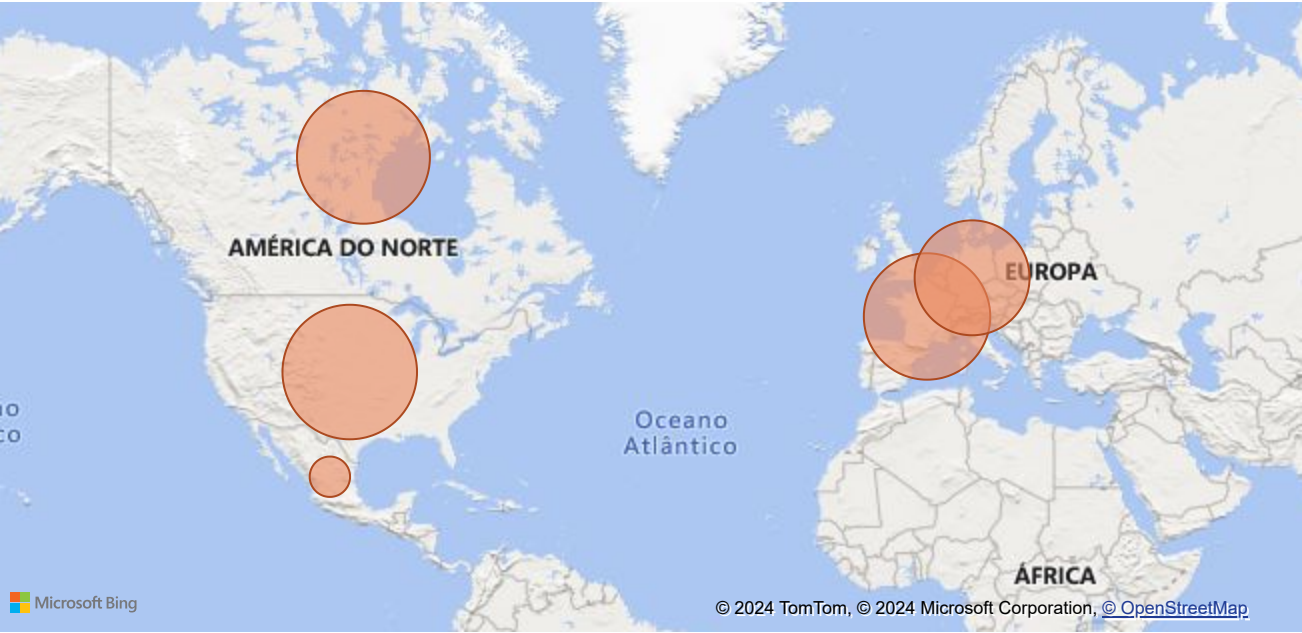 AMÉRICA DO NORTE
EUROPA
Oceano
Atlântico
ÁFRICA
Microsoft Bing
© 2024 TomTom, © 2024 Microsoft Corporation, © OpenStreetMap